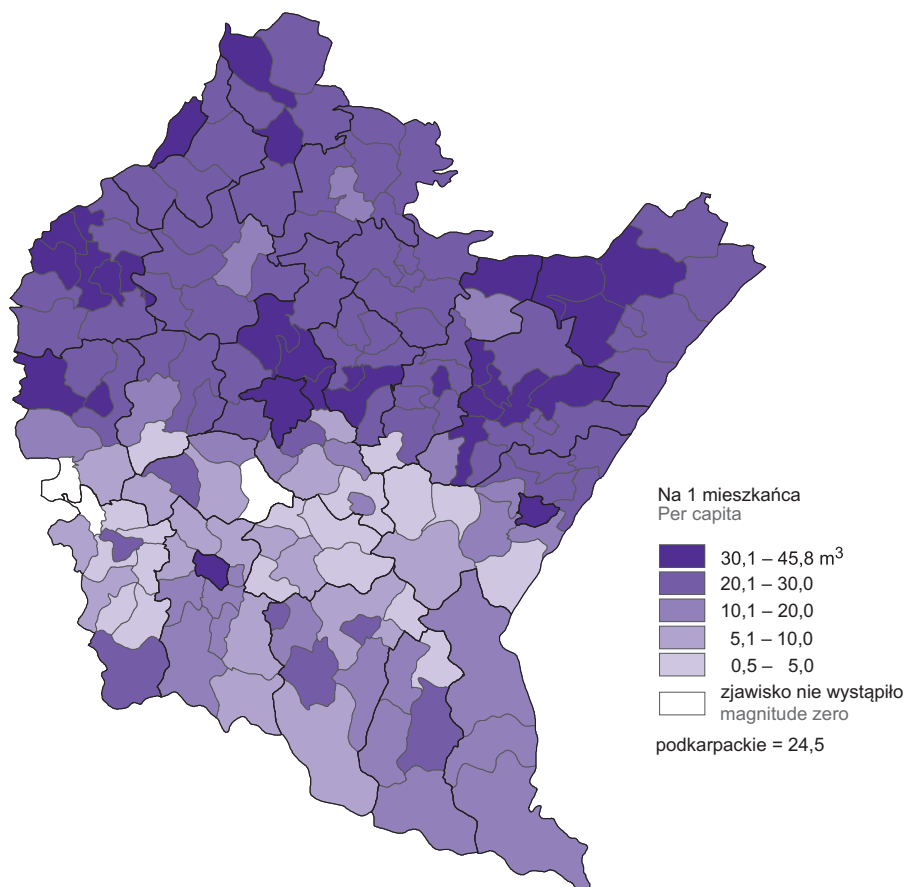 Na 1 mieszkańca
Per capita
30,1 – 45,8 m³
20,1 – 30,0
10,1 – 20,0
5,1 – 10,0
0,5 – 5,0
zjawisko nie wystąpiło
magnitude zero
podkarpackie = 24,5